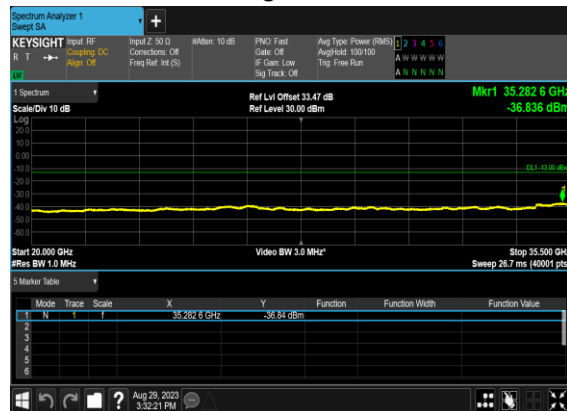 Spectrum Analyzer 1
Swept SA
+
KEYSIGHT Input: RF Input Z: 50 Ω #Atten: 10 dB PNO: Fast Avg Type: Power (RMS) 1 2 3 4 5 6
R T Coupling: DC Corrections: Off Gate: Off Avg|Hold: 100/100 A W W W W W
Align: Off Freq Ref: Int (S) IF Gain: Low Trig: Free Run
Sig Track: Off A N N N N N
1 Spectrum
Ref Lvl Offset 33.47 dB Mkr1 35.282 6 GHz
Scale/Div 10 dB Ref Level 30.00 dBm -36.836 dBm
Log
20.0
10.0
0.00
-10.0
DL1 -13.00 dBm
-20.0
-30.0
-40.0
-50.0
-60.0
Start 20.000 GHz Video BW 3.0 MHz* Stop 35.500 GHz
#Res BW 1.0 MHz Sweep 26.7 ms (40001 pts)
5 Marker Table
Mode Trace Scale X Y Function Function Width Function Value
1 N 1 f 35.282 6 GHz -36.84 dBm
2
3
4
5
6
? Aug 29, 2023
3:32:21 PM